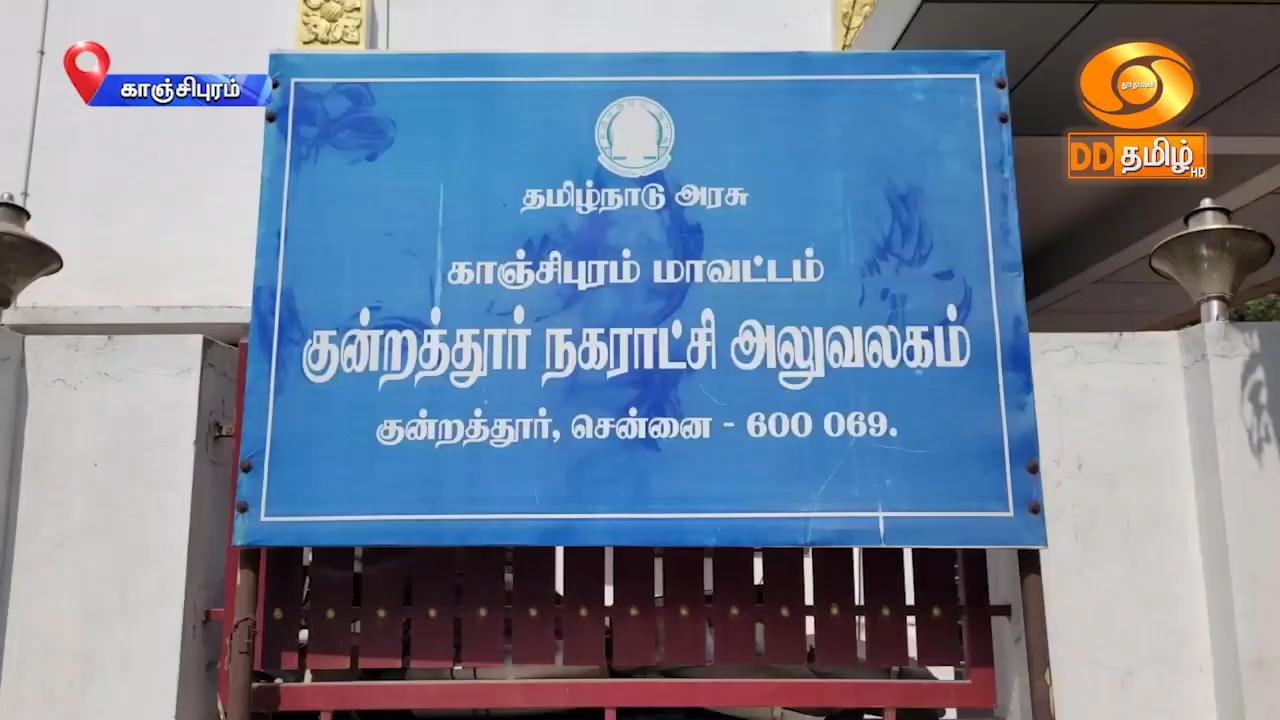 காஞ்சிபுரம்
DD தமிழ் HD
தமிழ்நாடு அரசு
காஞ்சிபுரம் மாவட்டம்
குன்றத்தூர் நகராட்சி அலுவலகம்
குன்றத்தூர், சென்னை - 600 069.